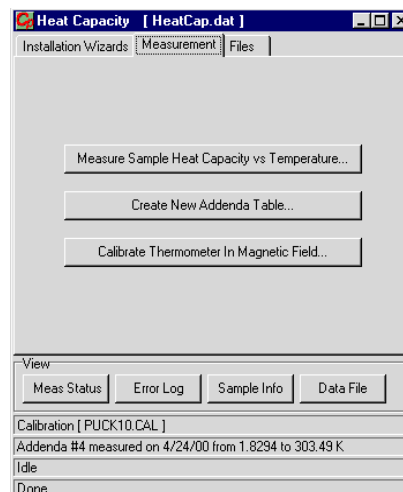 Cp Heat Capacity [ HeatCap.dat ]
Installation Wizards Measurement Files
Measure Sample Heat Capacity vs Temperature...
Create New Addenda Table...
Calibrate Thermometer In Magnetic Field...
View
Meas Status Error Log Sample Info Data File
Calibration [ PUCK10.CAL ]
Addenda #4 measured on 4/24/00 from 1.8294 to 303.49 K
Idle
Done